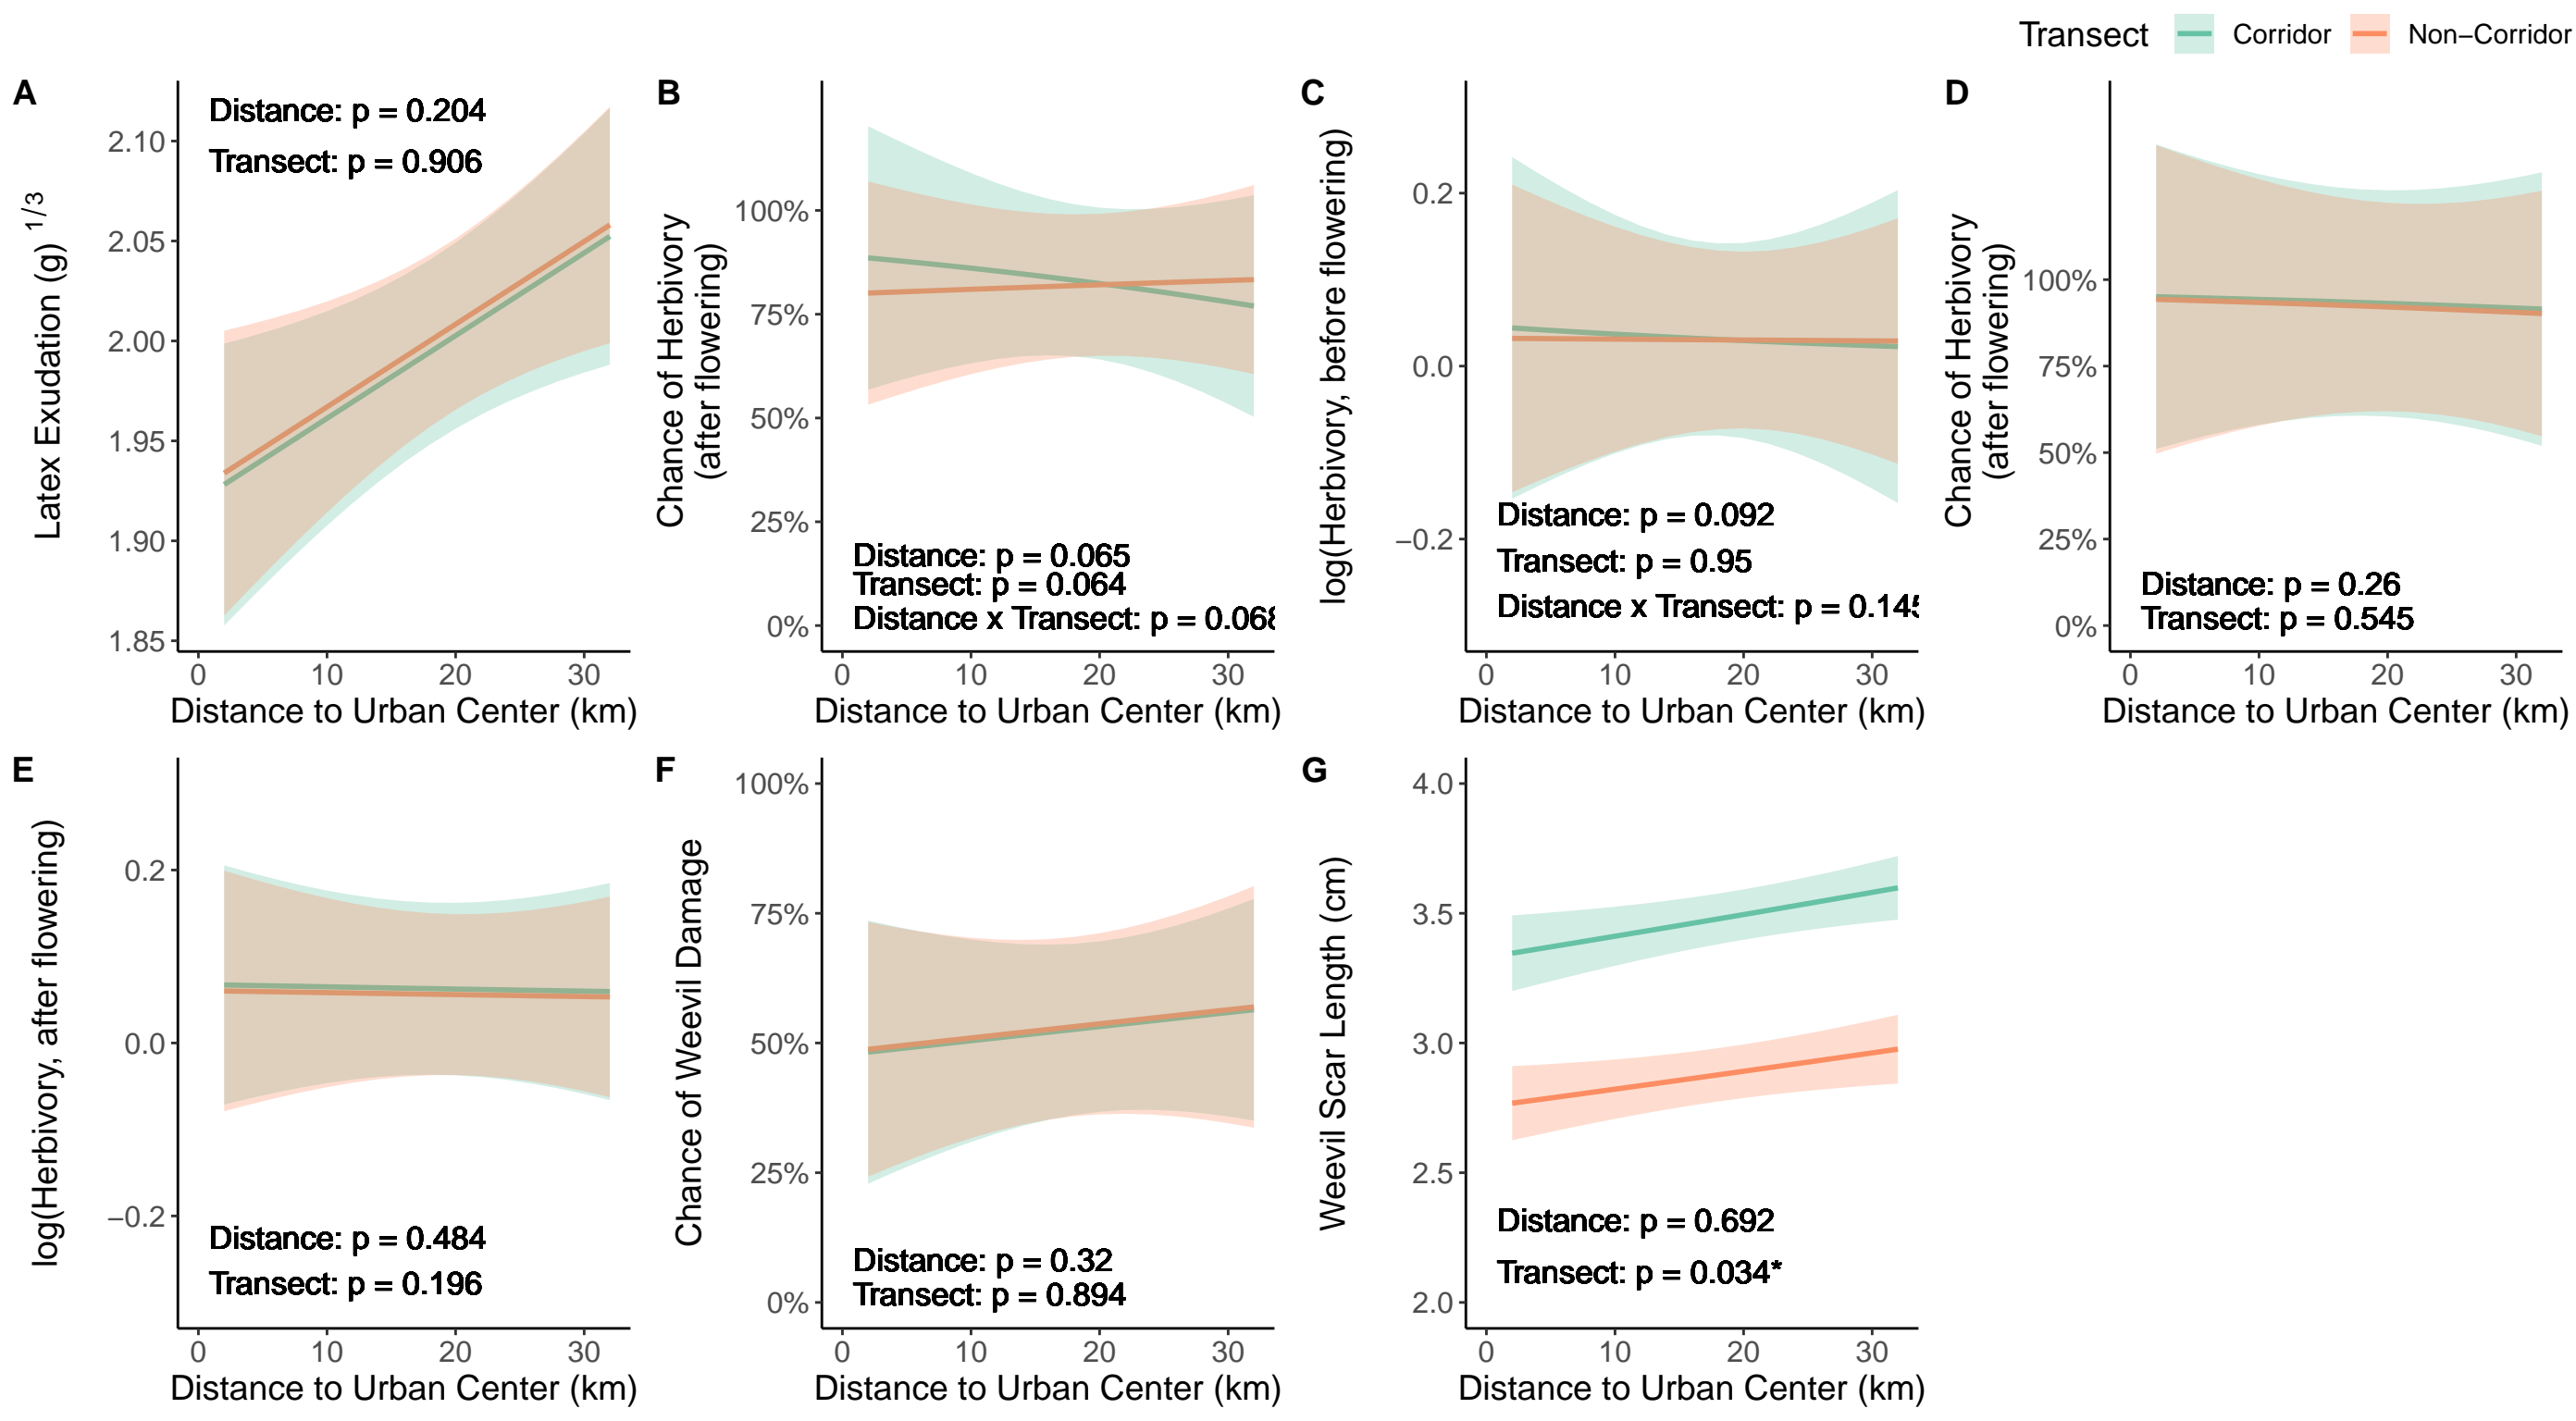 Transect Corridor Non−Corridor
A
Distance: p = 0.204
Transect: p = 0.906
Latex Exudation (g) 1/3
2.10
2.05
2.00
1.95
1.90
1.85
0 10 20 30
Distance to Urban Center (km)
B
Chance of Herbivory
(after flowering)
100%
75%
50%
25%
0%
Distance: p = 0.065
Transect: p = 0.064
Distance x Transect: p = 0.068
0 10 20 30
Distance to Urban Center (km)
C
log(Herbivory, before flowering)
0.2
0.0
−0.2
Distance: p = 0.092
Transect: p = 0.95
Distance x Transect: p = 0.145
0 10 20 30
Distance to Urban Center (km)
D
Chance of Herbivory
(after flowering)
100%
75%
50%
25%
0%
Distance: p = 0.26
Transect: p = 0.545
0 10 20 30
Distance to Urban Center (km)
E
log(Herbivory, after flowering)
0.2
0.0
−0.2
Distance: p = 0.484
Transect: p = 0.196
0 10 20 30
Distance to Urban Center (km)
F
Chance of Weevil Damage
100%
75%
50%
25%
0%
Distance: p = 0.32
Transect: p = 0.894
0 10 20 30
Distance to Urban Center (km)
G
Weevil Scar Length (cm)
4.0
3.5
3.0
2.5
2.0
Distance: p = 0.692
Transect: p = 0.034*
0 10 20 30
Distance to Urban Center (km)